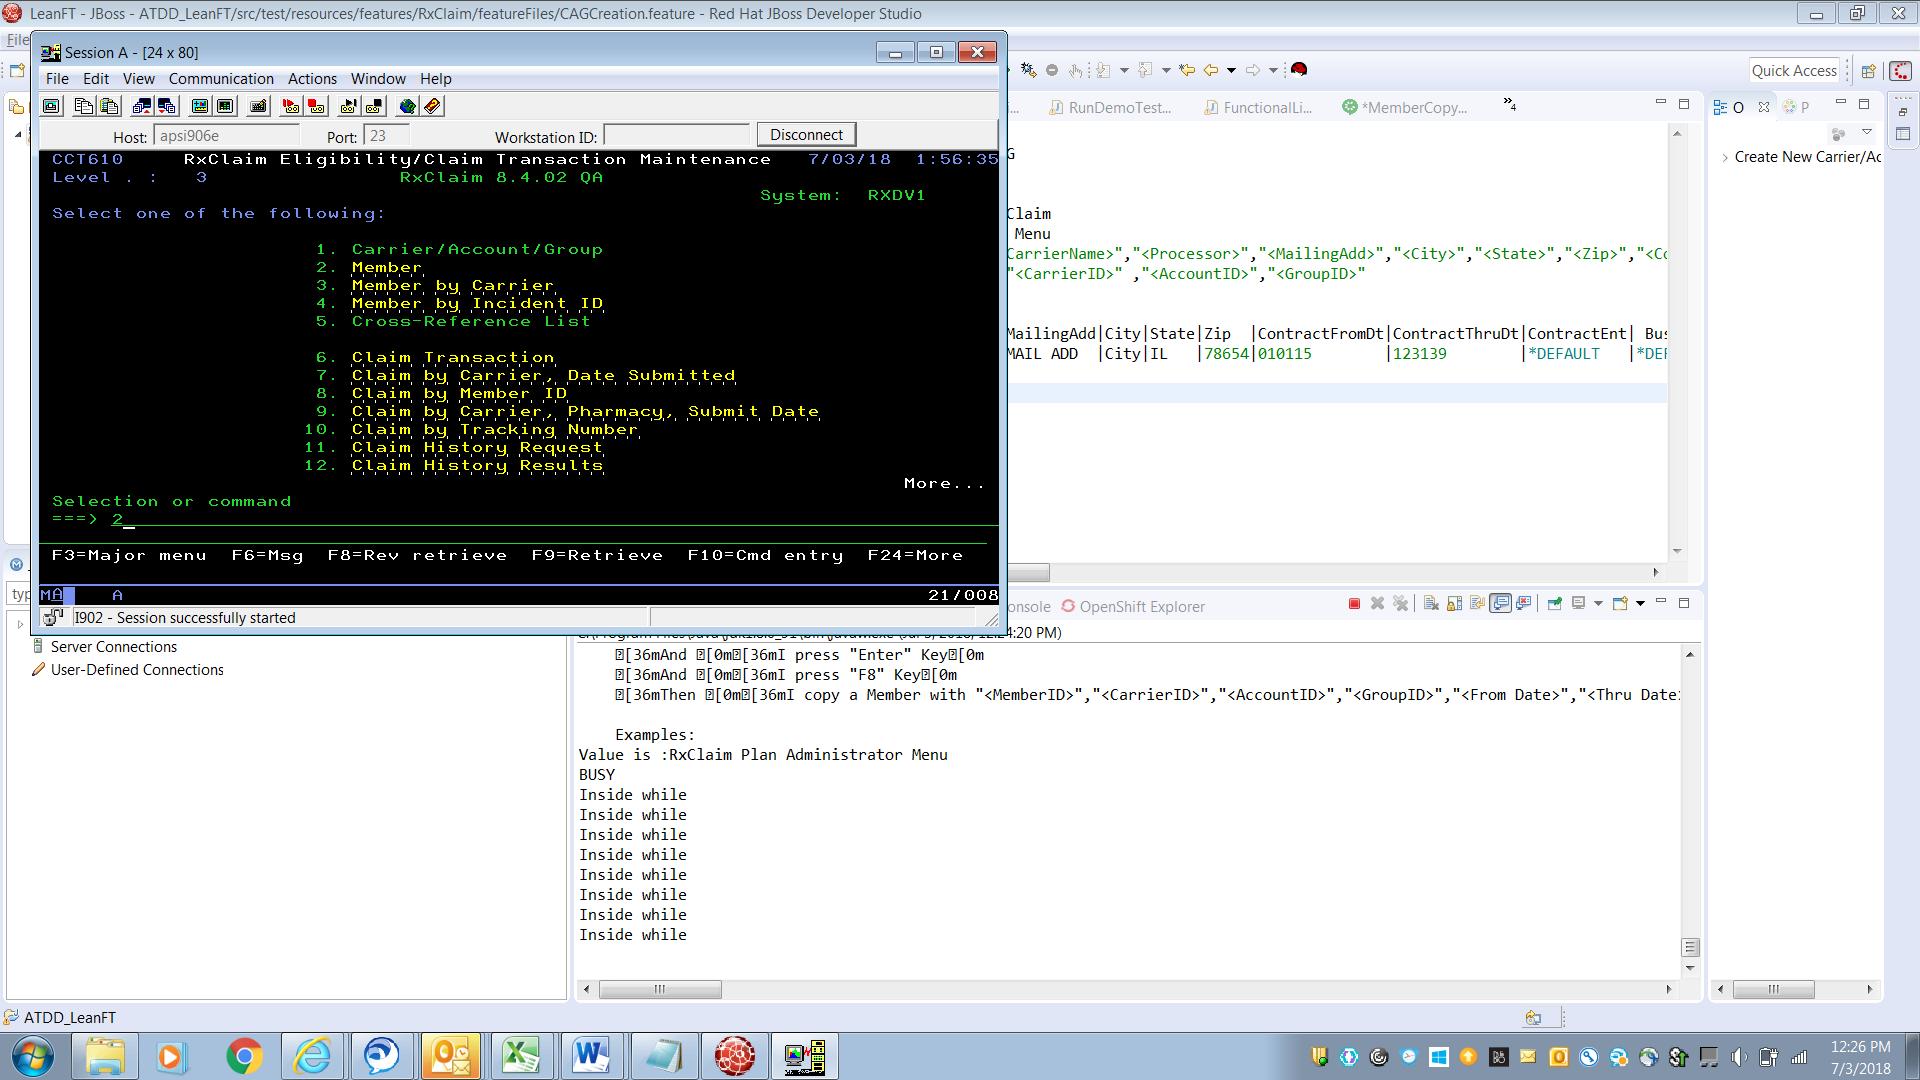 LeanFT - JBoss - ATDD_LeanFT/src/test/resources/features/RxClaim/featureFiles/CAGCreation.feature - Red Hat JBoss Developer Studio
File
Session A - [24 x 80]
File Edit View Communication Actions Window Help
Quick Access
Host: apsi906e Port: 23 Workstation ID: Disconnect
RunDemoTest... FunctionalLi... *MemberCopy... »4
O P
CCT610 RxClaim Eligibility/Claim Transaction Maintenance 7/03/18 1:56:35
Level . : 3 RxClaim 8.4.02 QA
System: RXDV1
Select one of the following:
1. Carrier/Account/Group
2. Member
3. Member by Carrier
4. Member by Incident ID
5. Cross-Reference List
6. Claim Transaction
7. Claim by Carrier, Date Submitted
8. Claim by Member ID
9. Claim by Carrier, Pharmacy, Submit Date
10. Claim by Tracking Number
11. Claim History Request
12. Claim History Results
More...
Selection or command
===> 2
F3=Major menu F6=Msg F8=Rev retrieve F9=Retrieve F10=Cmd entry F24=More
MA A 21/008
I902 - Session successfully started
G
Claim
Menu
CarrierName>","<Processor>","<MailingAdd>","<City>","<State>","<Zip>","<Co
"<CarrierID>" ,"<AccountID>","<GroupID>"
MailingAdd|City|State|Zip |ContractFromDt|ContractThruDt|ContractEnt| Bus
MAIL ADD |City|IL |78654|010115 |123139 |*DEFAULT |*DEF
Create New Carrier/Ac
typ
Server Connections
User-Defined Connections
onsole OpenShift Explorer
4:20 PM)
[36mAnd [0m[36mI press "Enter" Key[0m
[36mAnd [0m[36mI press "F8" Key[0m
[36mThen [0m[36mI copy a Member with "<MemberID>","<CarrierID>","<AccountID>","<GroupID>","<From Date>","<Thru Date
Examples:
Value is :RxClaim Plan Administrator Menu
BUSY
Inside while
Inside while
Inside while
Inside while
Inside while
Inside while
Inside while
Inside while
ATDD_LeanFT
12:26 PM
7/3/2018